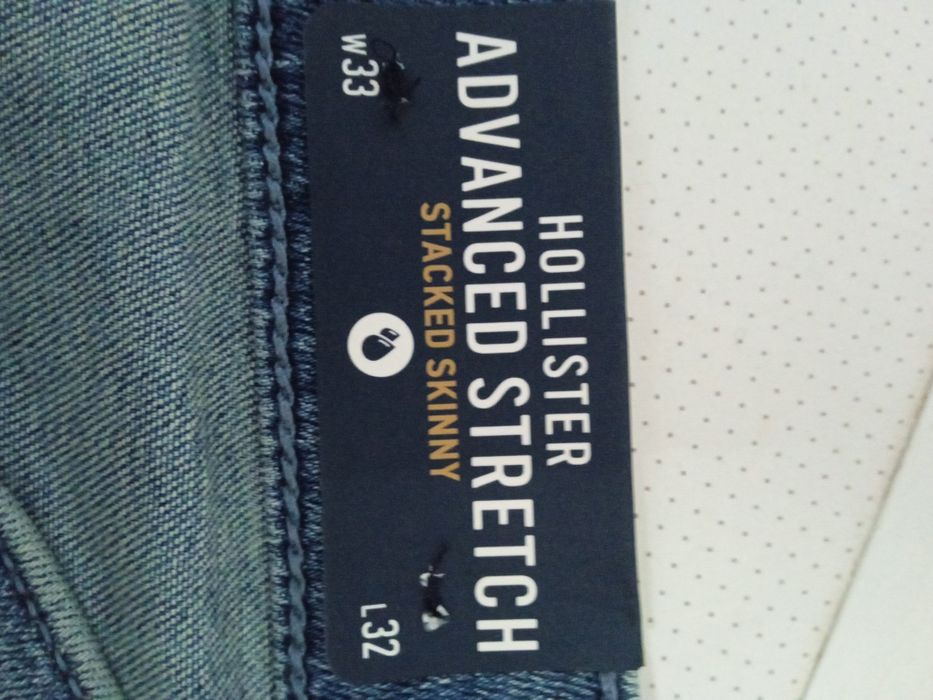 HOLLISTER
ADVANCED STRETCH
STACKED SKINNY
W33
L32